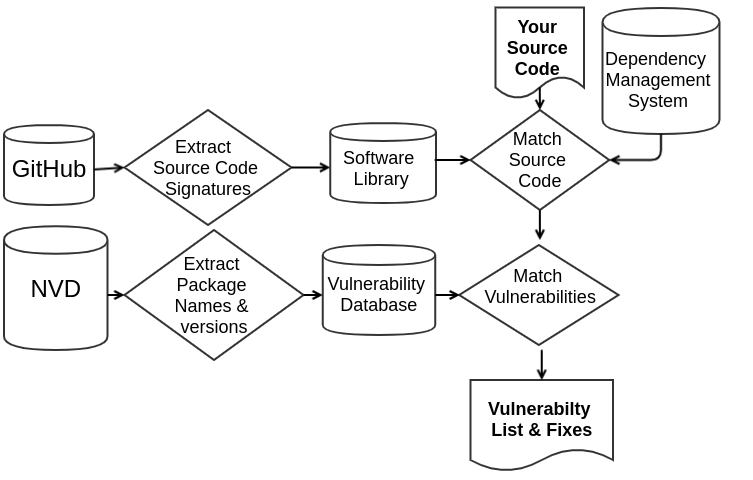 Your
Source
Code
Dependency
Management
System
GitHub
Extract
Source Code
Signatures
Software
Library
Match
Source
Code
NVD
Extract
Package
Names &
versions
Vulnerability
Database
Match
Vulnerabilities
Vulnerabilty
List & Fixes